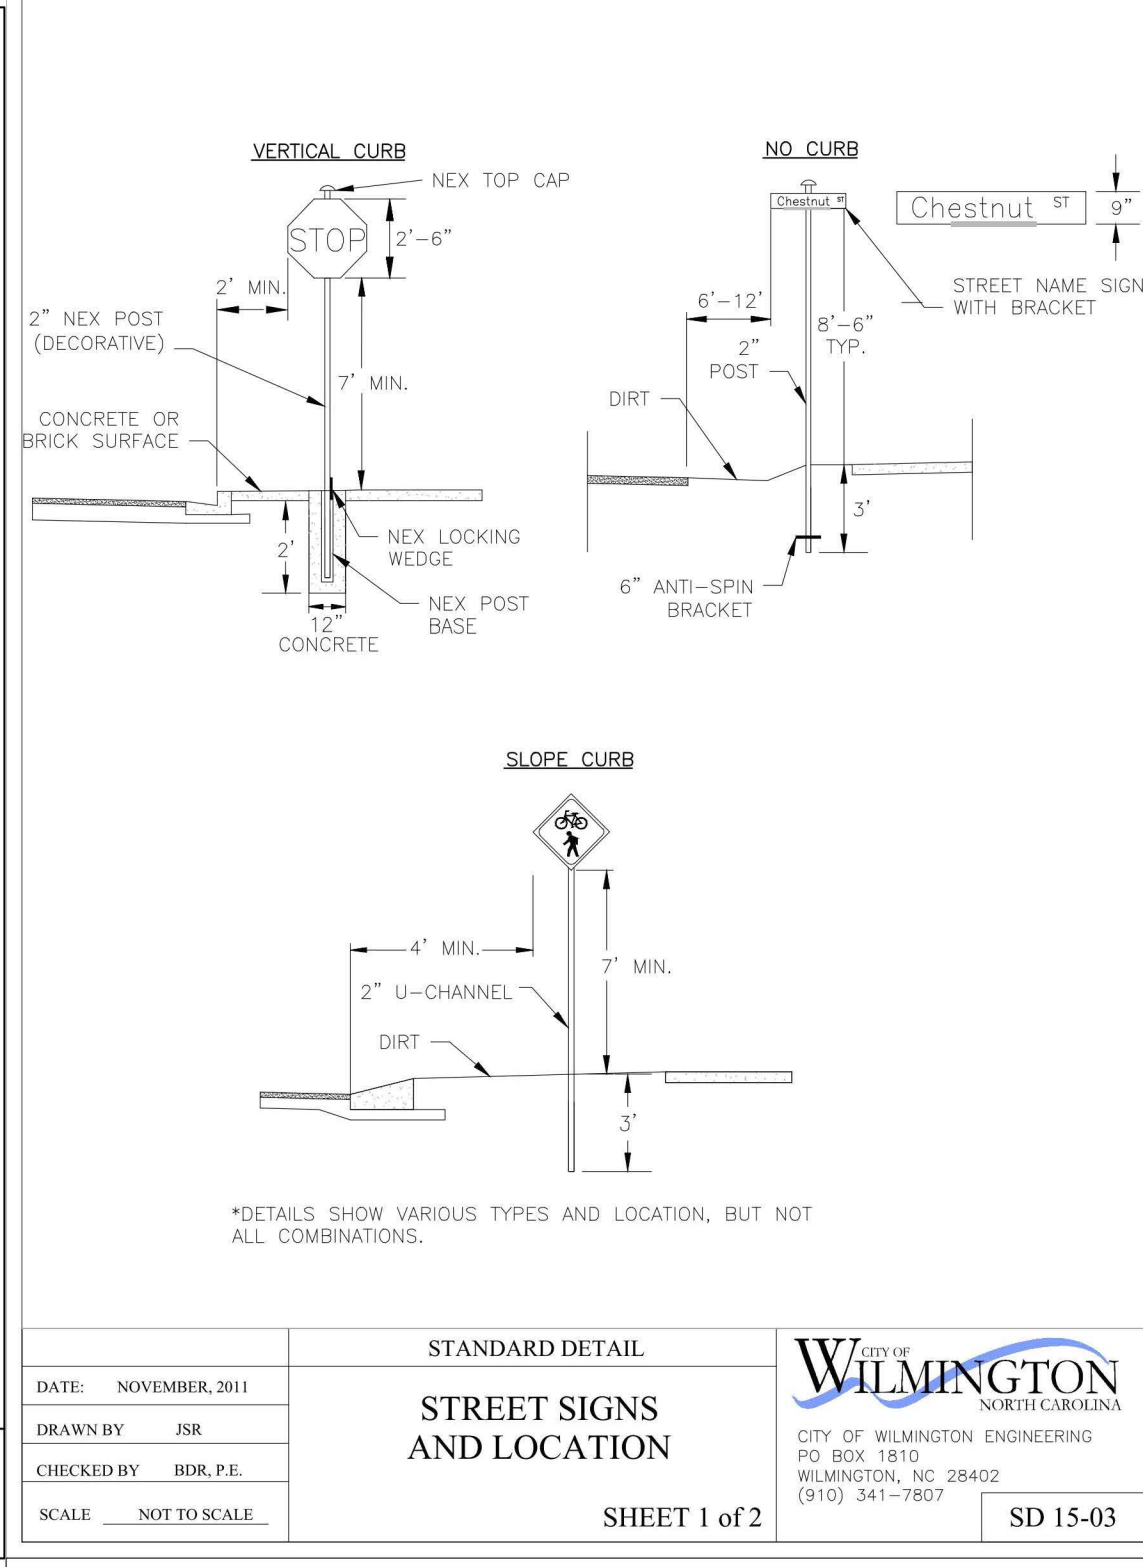 VERTICAL CURB
NEX TOP CAP
STOP
2'-6"
2' MIN.
2" NEX POST
(DECORATIVE)
7' MIN.
CONCRETE OR
BRICK SURFACE
2'
NEX LOCKING
WEDGE
NEX POST
BASE
12"
CONCRETE
NO CURB
Chestnut ST
Chestnut ST
9"
STREET NAME SIGN
WITH BRACKET
6'-12'
8'-6"
TYP.
2"
POST
DIRT
3'
6" ANTI-SPIN
BRACKET
SLOPE CURB
4' MIN.
7' MIN.
2" U-CHANNEL
DIRT
3'
*DETAILS SHOW VARIOUS TYPES AND LOCATION, BUT NOT
ALL COMBINATIONS.
DATE: NOVEMBER, 2011
DRAWN BY JSR
CHECKED BY BDR, P.E.
SCALE NOT TO SCALE
STANDARD DETAIL
STREET SIGNS
AND LOCATION
SHEET 1 of 2
CITY OF
WILMINGTON
NORTH CAROLINA
CITY OF WILMINGTON ENGINEERING
PO BOX 1810
WILMINGTON, NC 28402
(910) 341-7807
SD 15-03